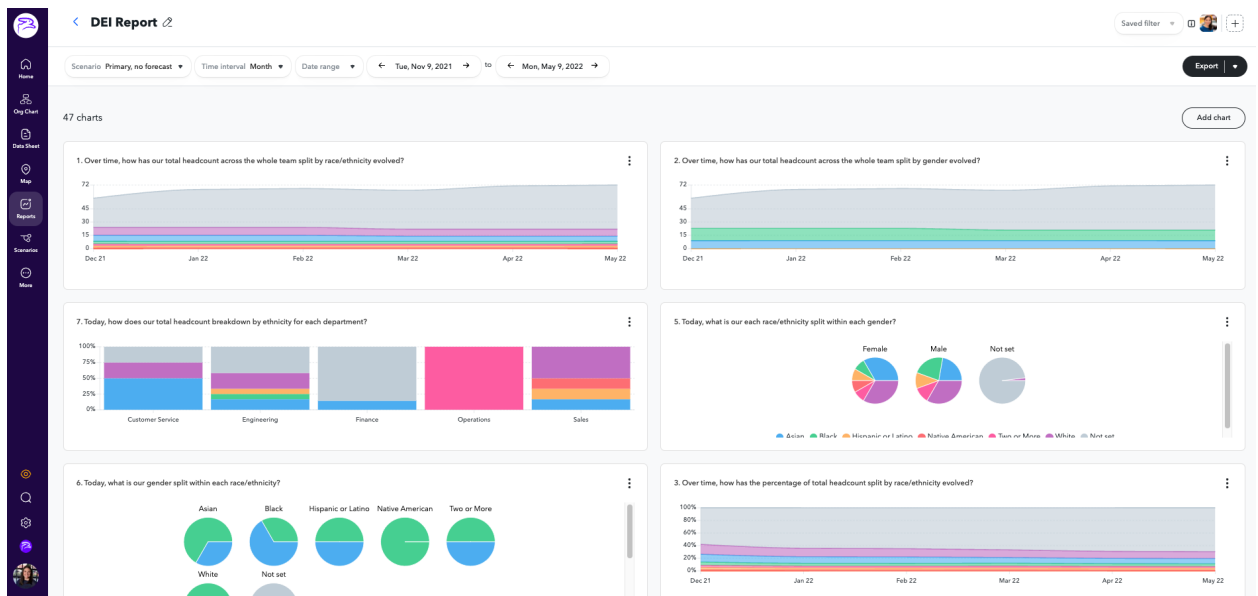 DEI Report
Saved filter
Home
Org Chart
Data Sheet
Map
Reports
Scenarios
More
Scenario Primary, no forecast
Time interval Month
Date range
Tue, Nov 9, 2021
to
Mon, May 9, 2022
Export
47 charts
Add chart
1. Over time, how has our total headcount across the whole team split by race/ethnicity evolved?
72
45
30
15
0
Dec 21 Jan 22 Feb 22 Mar 22 Apr 22 May 22
2. Over time, how has our total headcount across the whole team split by gender evolved?
72
45
30
15
0
Dec 21 Jan 22 Feb 22 Mar 22 Apr 22 May 22
7. Today, how does our total headcount breakdown by ethnicity for each department?
100%
75%
50%
25%
0%
Customer Service Engineering Finance Operations Sales
5. Today, what is our each race/ethnicity split within each gender?
Female Male Not set
Asian Black Hispanic or Latino Native American Two or More White Not set
6. Today, what is our gender split within each race/ethnicity?
Asian Black Hispanic or Latino Native American Two or More
White Not set
3. Over time, how has the percentage of total headcount split by race/ethnicity evolved?
100%
80%
60%
40%
20%
0%
Dec 21 Jan 22 Feb 22 Mar 22 Apr 22 May 22